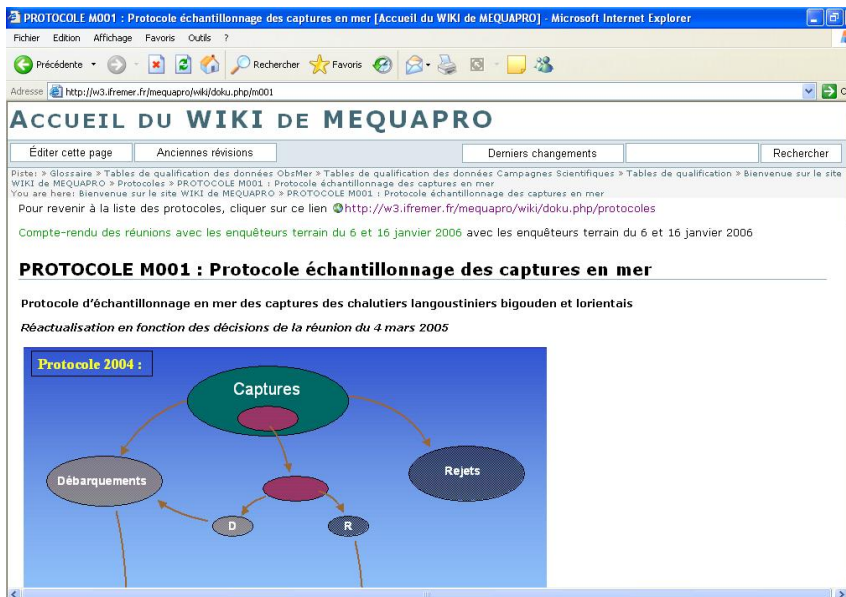 PROTOCOLE M001 : Protocole échantillonnage des captures en mer [Accueil du WIKI de MEQUAPRO] - Microsoft Internet Explorer
Fichier Edition Affichage Favoris Outils ?
Précédente Rechercher Favoris
Adresse http://w3.ifremer.fr/mequapro/wiki/doku.php/m001
ACCUEIL DU WIKI DE MEQUAPRO
Éditer cette page Anciennes révisions Derniers changements Rechercher
Piste: » Glossaire » Tables de qualification des données ObsMer » Tables de qualification des données Campagnes Scientifiques » Tables de qualification » Bienvenue sur le site
WIKI de MEQUAPRO » Protocoles » PROTOCOLE M001 : Protocole échantillonnage des captures en mer
You are here: Bienvenue sur le site WIKI de MEQUAPRO » PROTOCOLE M001 : Protocole échantillonnage des captures en mer
Pour revenir à la liste des protocoles, cliquer sur ce lien http://w3.ifremer.fr/mequapro/wiki/doku.php/protocoles
Compte-rendu des réunions avec les enquêteurs terrain du 6 et 16 janvier 2006 avec les enquêteurs terrain du 6 et 16 janvier 2006
PROTOCOLE M001 : Protocole échantillonnage des captures en mer
Protocole d'échantillonnage en mer des captures des chalutiers langoustiniers bigouden et lorientais
Réactualisation en fonction des décisions de la réunion du 4 mars 2005
Protocole 2004 :
Captures
Débarquements
Rejets
D
R